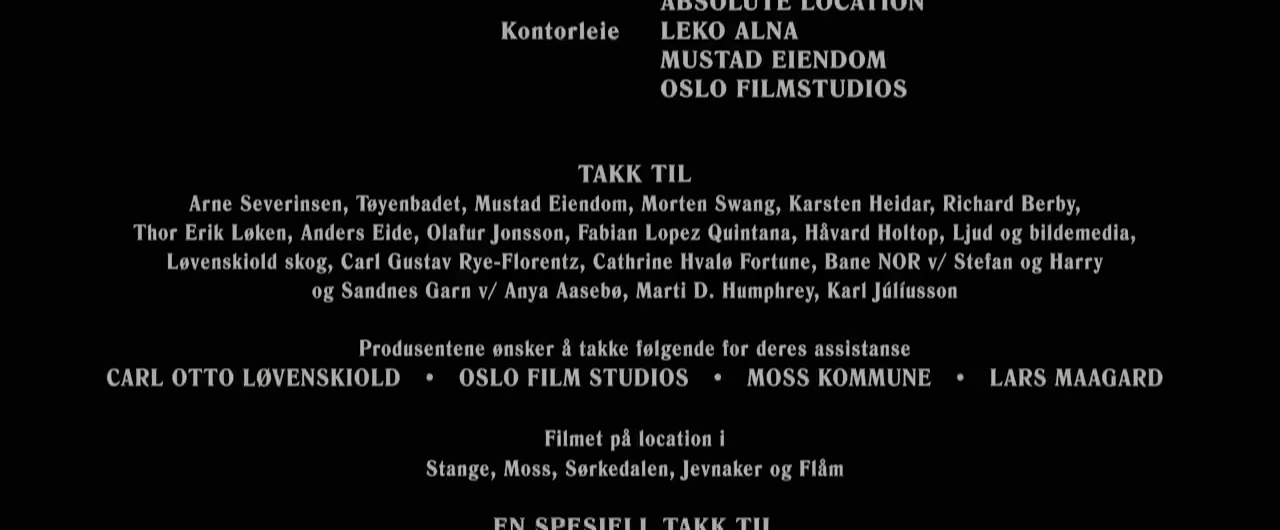 ABSOLUTE LOCATION
Kontorleie LEKO ALNA
MUSTAD EIENDOM
OSLO FILMSTUDIOS
TAKK TIL
Arne Severinsen, Tøyenbadet, Mustad Eiendom, Morten Swang, Karsten Heidar, Richard Berby,
Thor Erik Løken, Anders Eide, Olafur Jonsson, Fabian Lopez Quintana, Håvard Holtop, Ljud og bildemedia,
Løvenskiold skog, Carl Gustav Rye-Florentz, Cathrine Hvalø Fortune, Bane NOR v/ Stefan og Harry
og Sandnes Garn v/ Anya Aasebø, Marti D. Humphrey, Karl Júlíusson
Produsentene ønsker å takke følgende for deres assistanse
CARL OTTO LØVENSKIOLD • OSLO FILM STUDIOS • MOSS KOMMUNE • LARS MAAGARD
Filmet på location i
Stange, Moss, Sørkedalen, Jevnaker og Flåm
EN SPESIELL TAKK TIL